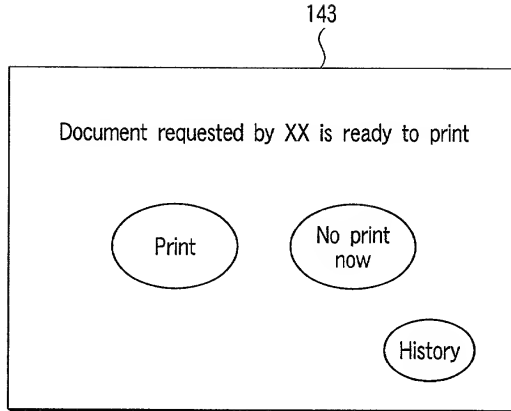 143
Document requested by XX is ready to print
Print
No print
now
History